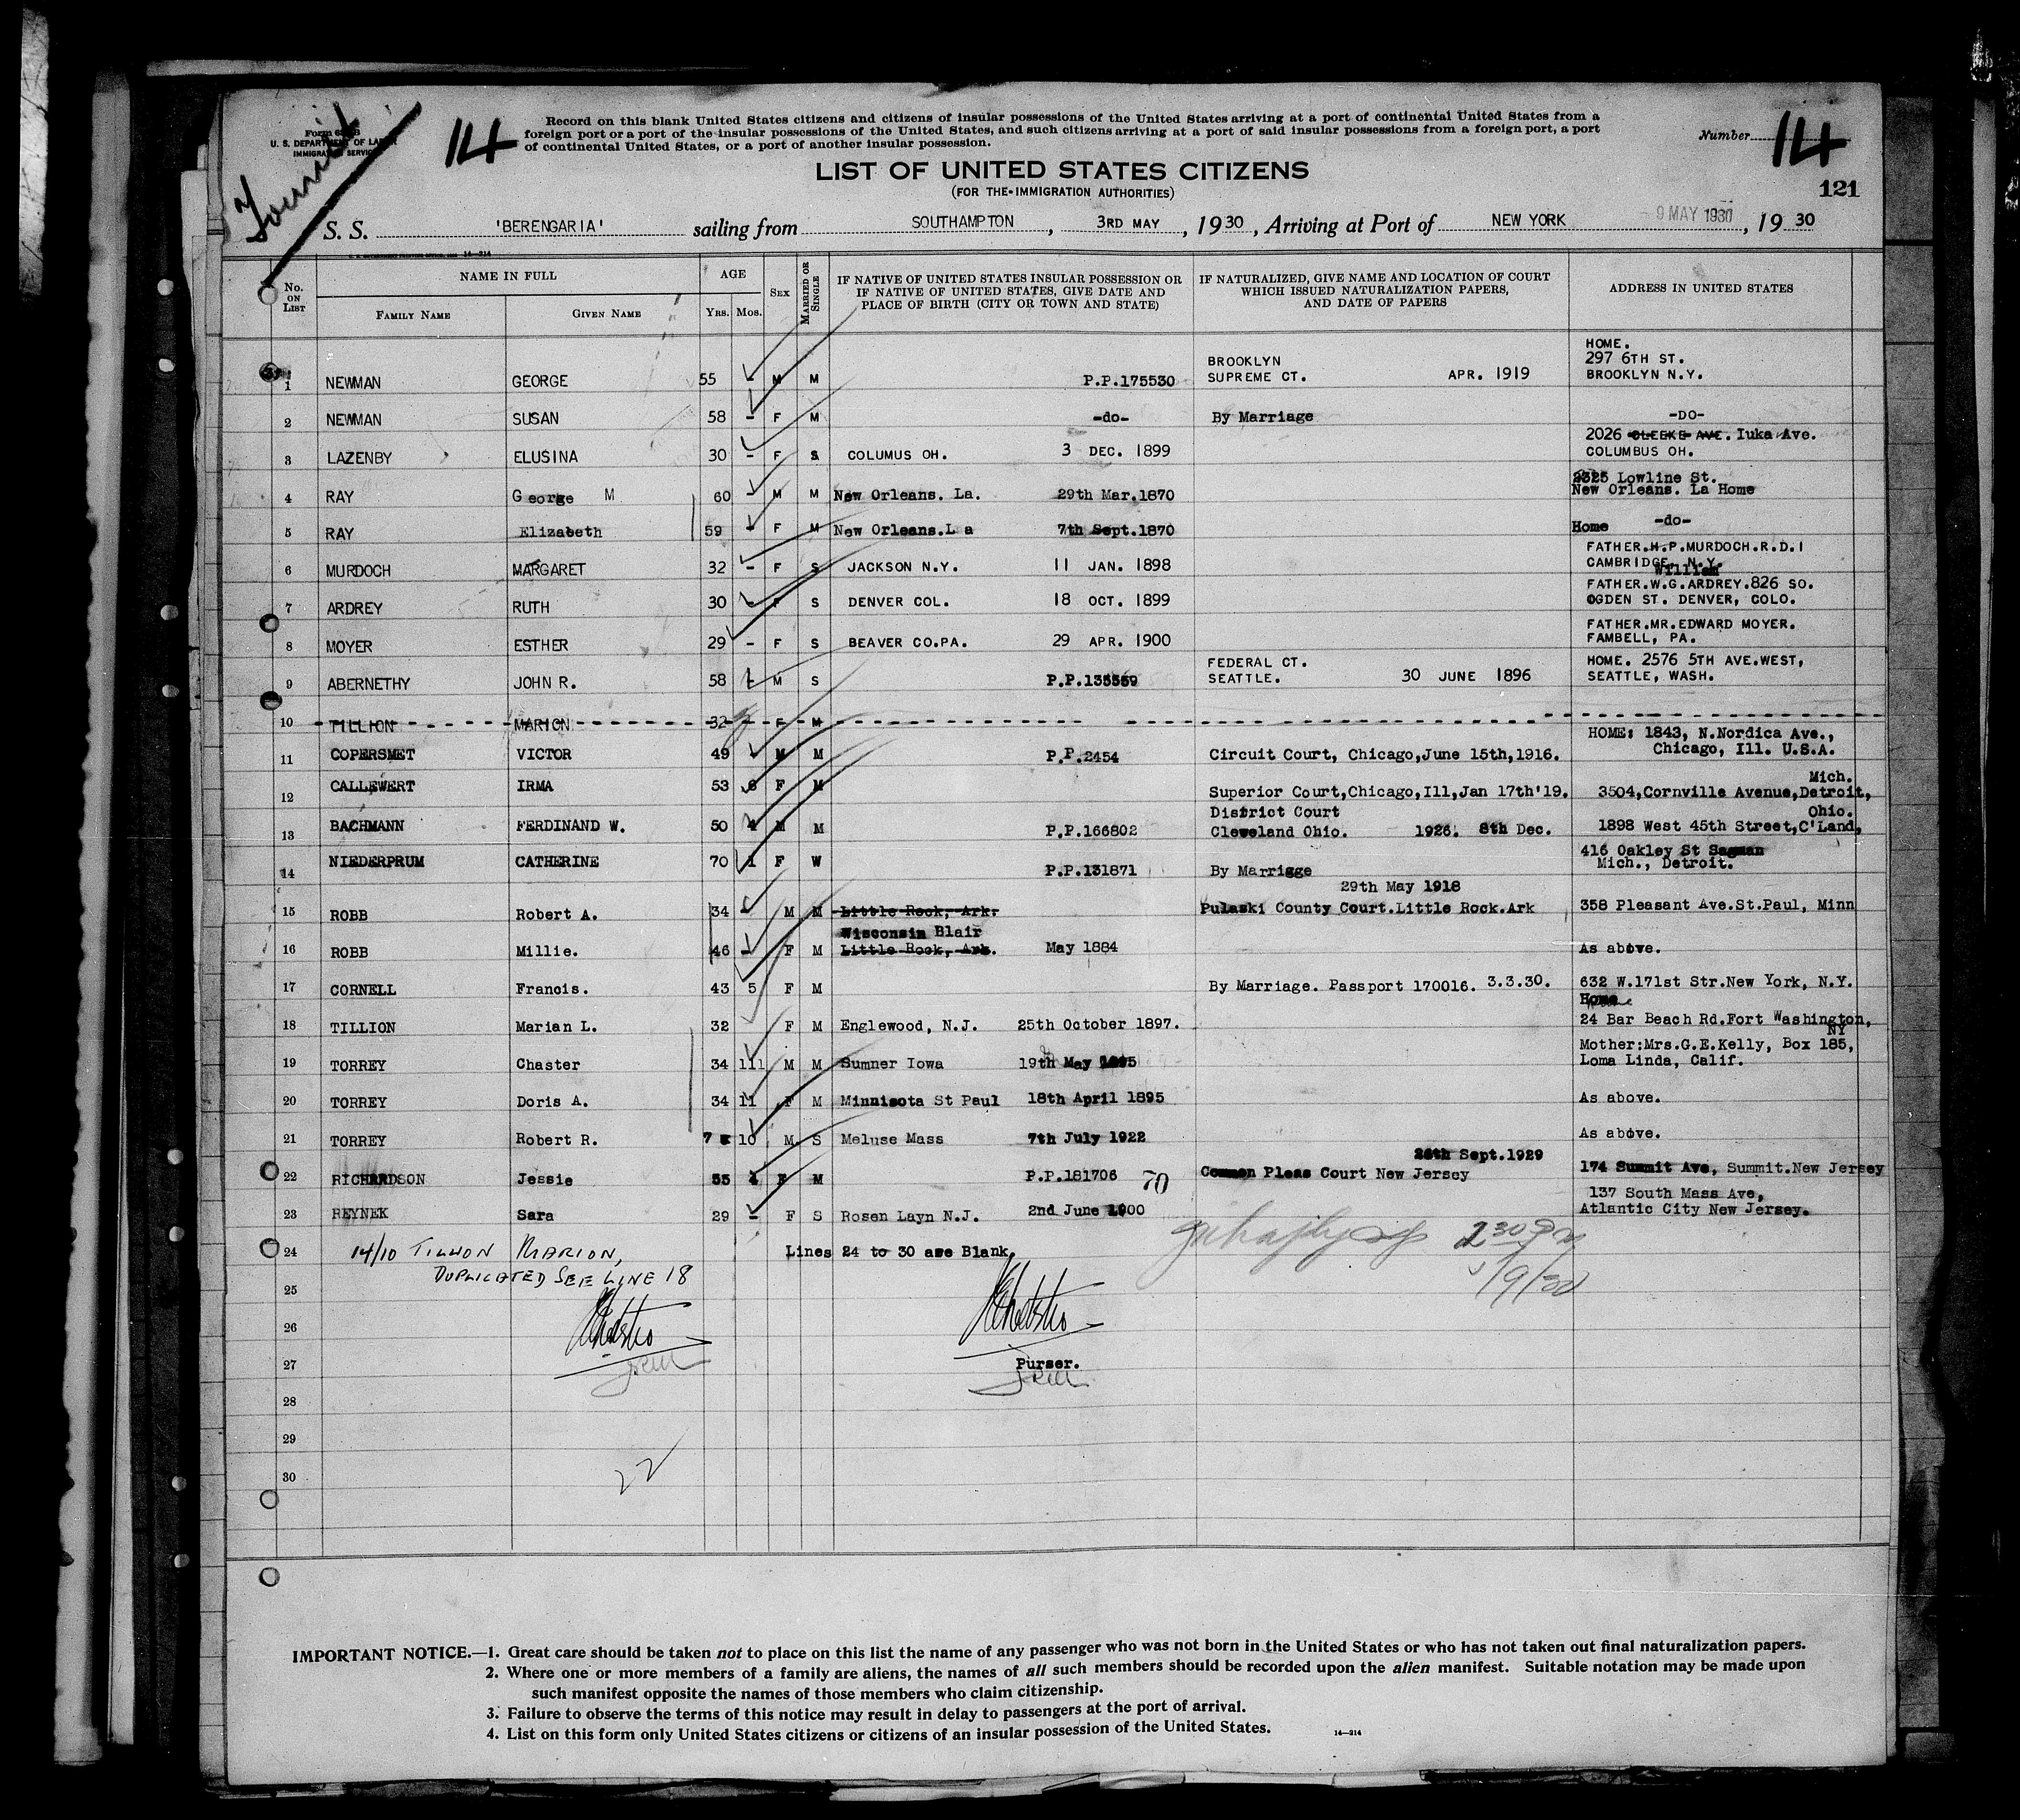 Tourist
Form 630-B
U. S. DEPARTMENT OF LABOR
IMMIGRATION SERVICE
14
Record on this blank United States citizens and citizens of insular possessions of the United States arriving at a port of continental United States from a
foreign port or a port of the insular possessions of the United States, and such citizens arriving at a port of said insular possessions from a foreign port, a port
of continental United States, or a port of another insular possession.
Number 14
LIST OF UNITED STATES CITIZENS
(FOR THE IMMIGRATION AUTHORITIES)
121
S. S. 'BERENGARIA' sailing from SOUTHAMPTON, 3RD MAY, 1930, Arriving at Port of NEW YORK - 9 MAY 1930, 19 30
14-214
No. ON LIST NAME IN FULL AGE SEX MARRIED OR SINGLE IF NATIVE OF UNITED STATES INSULAR POSSESSION OR IF NATIVE OF UNITED STATES, GIVE DATE AND PLACE OF BIRTH (CITY OR TOWN AND STATE) IF NATURALIZED, GIVE NAME AND LOCATION OF COURT WHICH ISSUED NATURALIZATION PAPERS, AND DATE OF PAPERS ADDRESS IN UNITED STATES
FAMILY NAME GIVEN NAME YRS. MOS.
1 NEWMAN GEORGE 55 - M M P.P.175530 BROOKLYN SUPREME CT. APR. 1919 HOME. 297 6TH ST. BROOKLYN N.Y.
2 NEWMAN SUSAN 58 - F M -do- By Marriage -DO-
3 LAZENBY ELUSINA 30 - F S COLUMUS OH. 3 DEC. 1899 2026 CLEEKE AVE. Iuka Ave. COLUMBUS OH.
4 RAY George M 60 - M M New Orleans. La. 29th Mar.1870 2325 Lowline St. New Orleans. La Home
5 RAY Elizabeth 59 - F M New Orleans.L a 7th Sept.1870 Home -do-
6 MURDOCH MARGARET 32 - F S JACKSON N.Y. 11 JAN. 1898 FATHER.H.P.MURDOCH.R.D.1 CAMBRIDGE, N.Y.
7 ARDREY RUTH 30 - F S DENVER COL. 18 OCT. 1899 William FATHER.W.G.ARDREY.826 SO. OGDEN ST. DENVER, COLO.
8 MOYER ESTHER 29 - F S BEAVER CO.PA. 29 APR. 1900 FATHER.MR.EDWARD MOYER. FAMBELL, PA.
9 ABERNETHY JOHN R. 58 - M S P.P.135559 FEDERAL CT. SEATTLE. 30 JUNE 1896 HOME. 2576 5TH AVE.WEST, SEATTLE, WASH.
10 TILLION MARION 32 - F M
11 COPERSMET VICTOR 49 - M M P.P.2454 Circuit Court, Chicago,June 15th,1916. HOME: 1843, N.Nordica Ave., Chicago, Ill. U.S.A.
12 CALLEWERT IRMA 53 6 F M Superior Court,Chicago,Ill,Jan 17th'19. 3504,Cornville Avenue,Detroit, Mich.
13 BACHMANN FERDINAND W. 50 4 M M P.P.166802 District Court Cleweland Ohio. 1926. 8th Dec. 1898 West 45th Street,C'Land, Ohio.
14 NIEDERPRUM CATHERINE 70 1 F W P.P.131871 By Marrigge 416 Oakley St Mich., Detroit.
15 ROBB Robert A. 34 - M M Little Rock, Ark. 29th May 1918 Pulaski County Court.Little Rock.Ark 358 Pleasant Ave.St.Paul, Minn
16 ROBB Millie. 46 - F M Wisconsin Blair Little Rock, Ark. May 1884 As above.
17 CORNELL Francis. 43 5 F M By Marriage. Passport 170016. 3.3.30. 632 W.171st Str.New York, N.Y. Home
18 TILLION Marian L. 32 F M Englewood, N.J. 25th October 1897. 24 Bar Beach Rd.Fort Washington, NY
19 TORREY Chaster 34 11 M M Sumner Iowa 19th May 1895 Mother:Mrs.G.E.Kelly, Box 185, Loma Linda, Calif.
20 TORREY Doris A. 34 11 F M Minnisota St Paul 18th April 1895 As above.
21 TORREY Robert R. 7 10 M S Meluse Mass 7th July 1922 As above.
22 RICHARDSON Jessie 55 4 F M P.P.181706 70 26th Sept.1929 Common Pleas Court New Jersey 174 Summit Ave, Summit.New Jersey
23 REYNEK Sara 29 - F S Rosen Layn N.J. 2nd June 1900 137 South Mass Ave, Atlantic City New Jersey.
24 14/10 TILLION MARION, Lines 24 to 30 are Blank. 2 30 Pm
DUPLICATED SEE LINE 18
25
26
27 Purser.
28
29
30
22
IMPORTANT NOTICE.—1. Great care should be taken not to place on this list the name of any passenger who was not born in the United States or who has not taken out final naturalization papers.
2. Where one or more members of a family are aliens, the names of all such members should be recorded upon the alien manifest. Suitable notation may be made upon
such manifest opposite the names of those members who claim citizenship.
3. Failure to observe the terms of this notice may result in delay to passengers at the port of arrival.
4. List on this form only United States citizens or citizens of an insular possession of the United States.
14-214